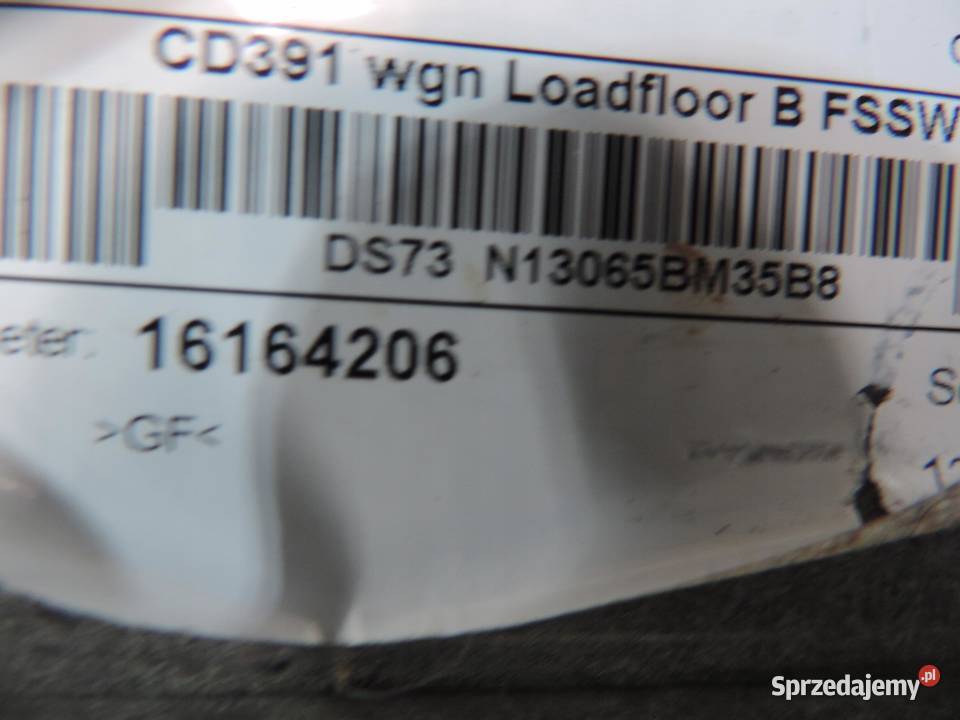 CD391 wgn Loadfloor B FSSW
DS73 N13065BM35B8
16164206
>GF<
Sprzedajemy.pl